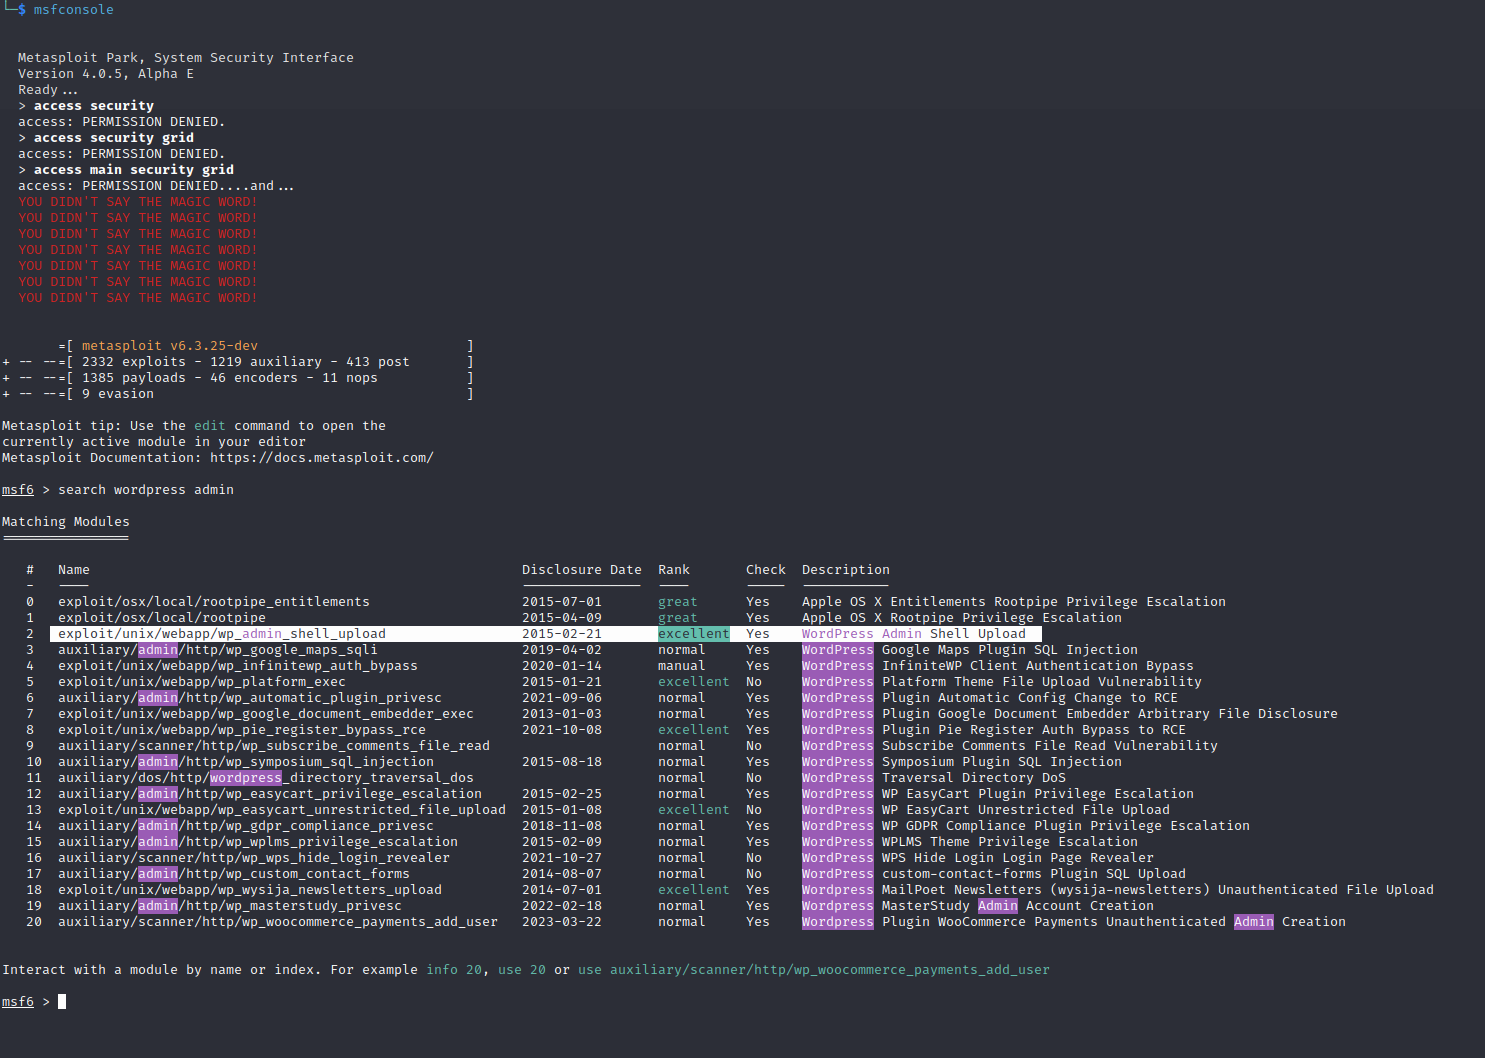 └─$ msfconsole
Metasploit Park, System Security Interface
Version 4.0.5, Alpha E
Ready...
> access security
access: PERMISSION DENIED.
> access security grid
access: PERMISSION DENIED.
> access main security grid
access: PERMISSION DENIED....and...
YOU DIDN'T SAY THE MAGIC WORD!
YOU DIDN'T SAY THE MAGIC WORD!
YOU DIDN'T SAY THE MAGIC WORD!
YOU DIDN'T SAY THE MAGIC WORD!
YOU DIDN'T SAY THE MAGIC WORD!
YOU DIDN'T SAY THE MAGIC WORD!
YOU DIDN'T SAY THE MAGIC WORD!
=[ metasploit v6.3.25-dev ]
+ -- --=[ 2332 exploits - 1219 auxiliary - 413 post ]
+ -- --=[ 1385 payloads - 46 encoders - 11 nops ]
+ -- --=[ 9 evasion ]
Metasploit tip: Use the edit command to open the
currently active module in your editor
Metasploit Documentation: https://docs.metasploit.com/
msf6 > search wordpress admin
Matching Modules
================
# Name Disclosure Date Rank Check Description
- ---- --------------- ---- ----- -----------
0 exploit/osx/local/rootpipe_entitlements 2015-07-01 great Yes Apple OS X Entitlements Rootpipe Privilege Escalation
1 exploit/osx/local/rootpipe 2015-04-09 great Yes Apple OS X Rootpipe Privilege Escalation
2 exploit/unix/webapp/wp_admin_shell_upload 2015-02-21 excellent Yes WordPress Admin Shell Upload
3 auxiliary/admin/http/wp_google_maps_sqli 2019-04-02 normal Yes WordPress Google Maps Plugin SQL Injection
4 exploit/unix/webapp/wp_infinitewp_auth_bypass 2020-01-14 manual Yes WordPress InfiniteWP Client Authentication Bypass
5 exploit/unix/webapp/wp_platform_exec 2015-01-21 excellent No WordPress Platform Theme File Upload Vulnerability
6 auxiliary/admin/http/wp_automatic_plugin_privesc 2021-09-06 normal Yes WordPress Plugin Automatic Config Change to RCE
7 exploit/unix/webapp/wp_google_document_embedder_exec 2013-01-03 normal Yes WordPress Plugin Google Document Embedder Arbitrary File Disclosure
8 exploit/unix/webapp/wp_pie_register_bypass_rce 2021-10-08 excellent Yes WordPress Plugin Pie Register Auth Bypass to RCE
9 auxiliary/scanner/http/wp_subscribe_comments_file_read normal No WordPress Subscribe Comments File Read Vulnerability
10 auxiliary/admin/http/wp_symposium_sql_injection 2015-08-18 normal Yes WordPress Symposium Plugin SQL Injection
11 auxiliary/dos/http/wordpress_directory_traversal_dos normal No WordPress Traversal Directory DoS
12 auxiliary/admin/http/wp_easycart_privilege_escalation 2015-02-25 normal Yes WordPress WP EasyCart Plugin Privilege Escalation
13 exploit/unix/webapp/wp_easycart_unrestricted_file_upload 2015-01-08 excellent No WordPress WP EasyCart Unrestricted File Upload
14 auxiliary/admin/http/wp_gdpr_compliance_privesc 2018-11-08 normal Yes WordPress WP GDPR Compliance Plugin Privilege Escalation
15 auxiliary/admin/http/wp_wplms_privilege_escalation 2015-02-09 normal Yes WordPress WPLMS Theme Privilege Escalation
16 auxiliary/scanner/http/wp_wps_hide_login_revealer 2021-10-27 normal No WordPress WPS Hide Login Login Page Revealer
17 auxiliary/admin/http/wp_custom_contact_forms 2014-08-07 normal No WordPress custom-contact-forms Plugin SQL Upload
18 exploit/unix/webapp/wp_wysija_newsletters_upload 2014-07-01 excellent Yes Wordpress MailPoet Newsletters (wysija-newsletters) Unauthenticated File Upload
19 auxiliary/admin/http/wp_masterstudy_privesc 2022-02-18 normal Yes Wordpress MasterStudy Admin Account Creation
20 auxiliary/scanner/http/wp_woocommerce_payments_add_user 2023-03-22 normal Yes Wordpress Plugin WooCommerce Payments Unauthenticated Admin Creation
Interact with a module by name or index. For example info 20, use 20 or use auxiliary/scanner/http/wp_woocommerce_payments_add_user
msf6 >